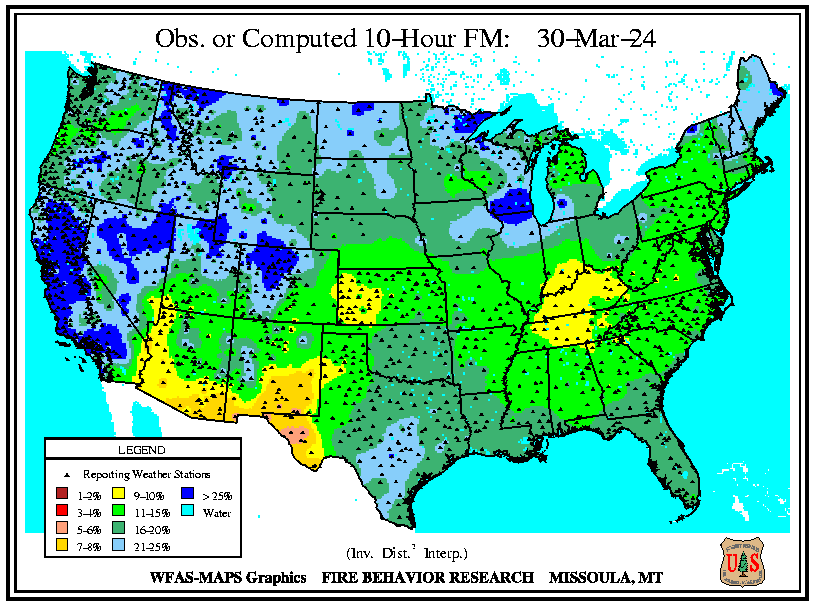 Obs. or Computed 10-Hour FM: 30-Mar-24
LEGEND
Reporting Weather Stations
1-2% 9-10% > 25%
3-4% 11-15% Water
5-6% 16-20%
7-8% 21-25%
(Inv. Dist.² Interp.)
WFAS-MAPS Graphics FIRE BEHAVIOR RESEARCH MISSOULA, MT
U S